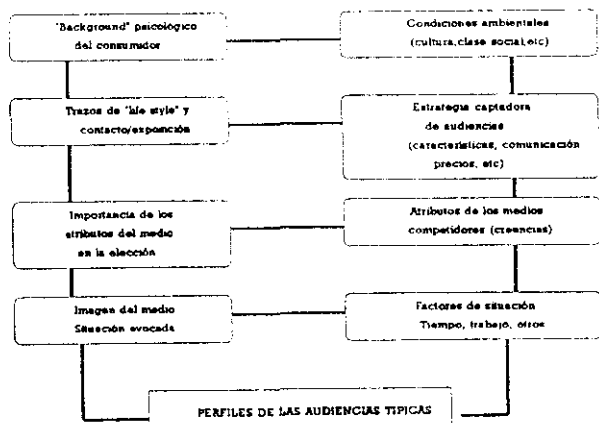 "Background" psicológico
del consumidor
Condiciones ambientales
(cultura,clase social,etc)
Trazos de "life style" y
contacto/exposición
Estrategia captadora
de audiencias
(características, comunicación
precios, etc)
Importancia de los
atributos del medio
en la elección
Atributos de los medios
competidores (creencias)
Imagen del medio
Situación evocada
Factores de situación
Tiempo, trabajo, otros
PERFILES DE LAS AUDIENCIAS TIPICAS